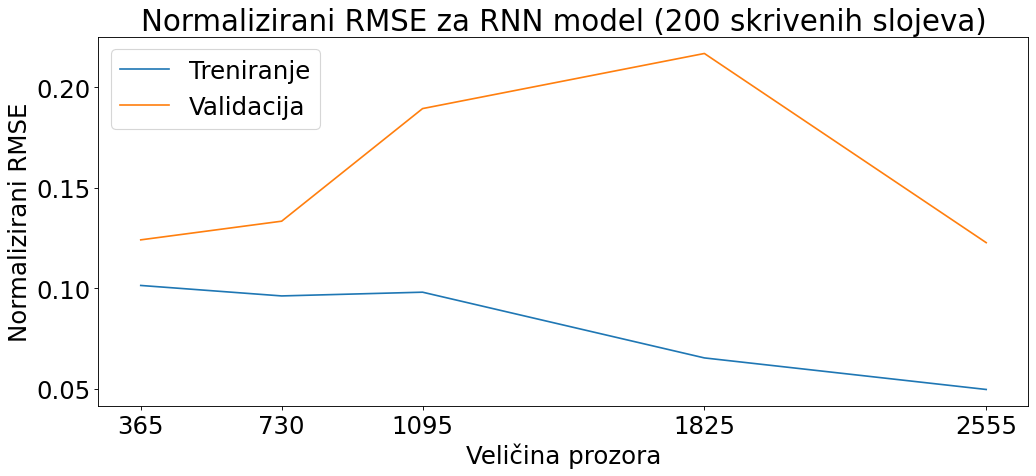 Normalizirani RMSE za RNN model (200 skrivenih slojeva)
Treniranje
Validacija
Normalizirani RMSE
0.20
0.15
0.10
0.05
365 730 1095 1825 2555
Veličina prozora